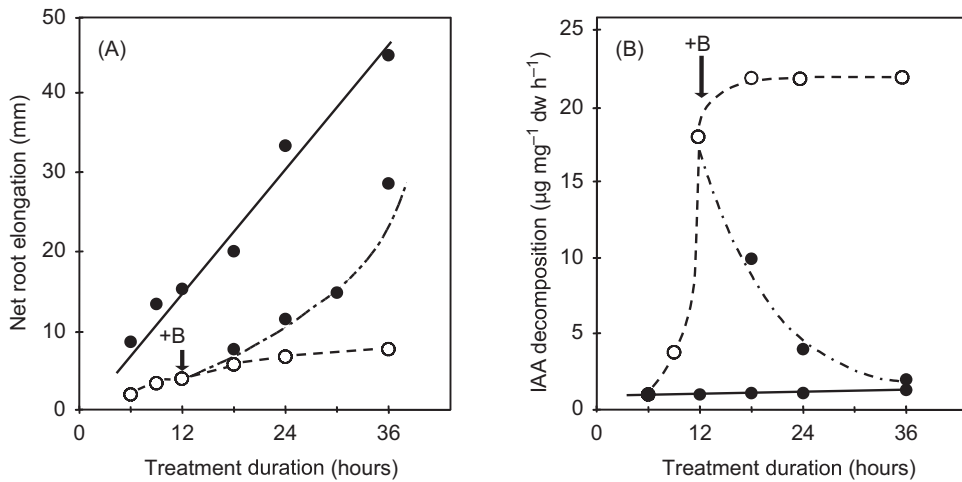 (A)
Net root elongation (mm)
50
40
30
20
10
0
+B
0
12
24
36
Treatment duration (hours)
(B)
IAA decomposition (µg mg⁻¹ dw h⁻¹)
25
20
15
10
5
0
+B
0
12
24
36
Treatment duration (hours)